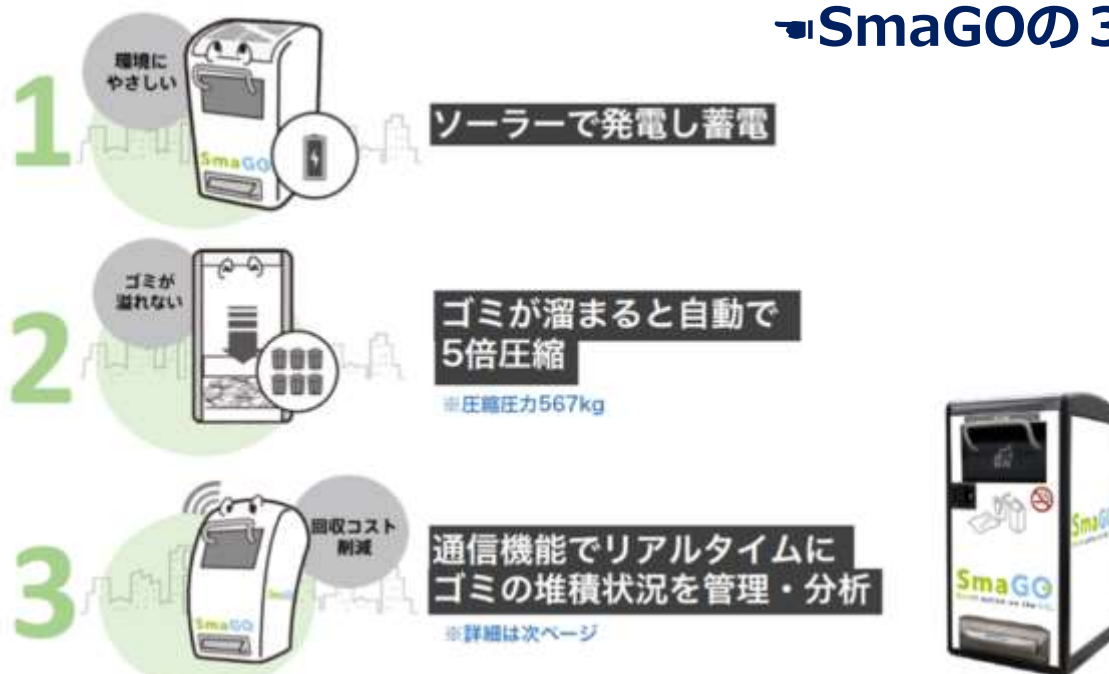 ☚SmaGOの3
1
環境に
やさしい
SmaGO
ソーラーで発電し蓄電
2
ゴミが
溢れない
ゴミが溜まると自動で
5倍圧縮
※圧縮圧力567kg
3
回収コスト
削減
SmaGO
通信機能でリアルタイムに
ゴミの堆積状況を管理・分析
※詳細は次ページ
SmaGO